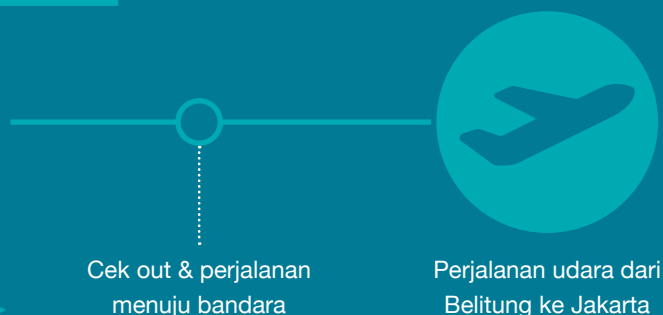 Cek out & perjalanan
menuju bandara
Perjalanan udara dari
Belitung ke Jakarta